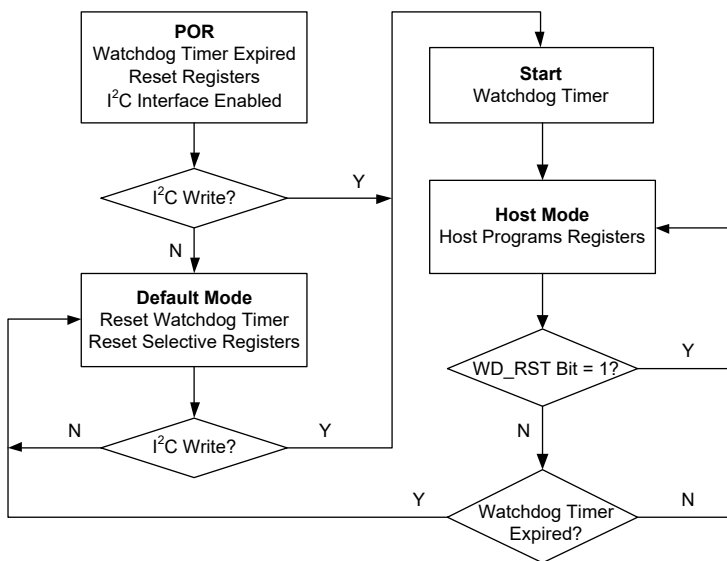 POR
Watchdog Timer Expired
Reset Registers
I²C Interface Enabled
I²C Write?
Y
N
Default Mode
Reset Watchdog Timer
Reset Selective Registers
I²C Write?
N
Y
Start
Watchdog Timer
Host Mode
Host Programs Registers
WD_RST Bit = 1?
Y
N
Watchdog Timer
Expired?
Y
N